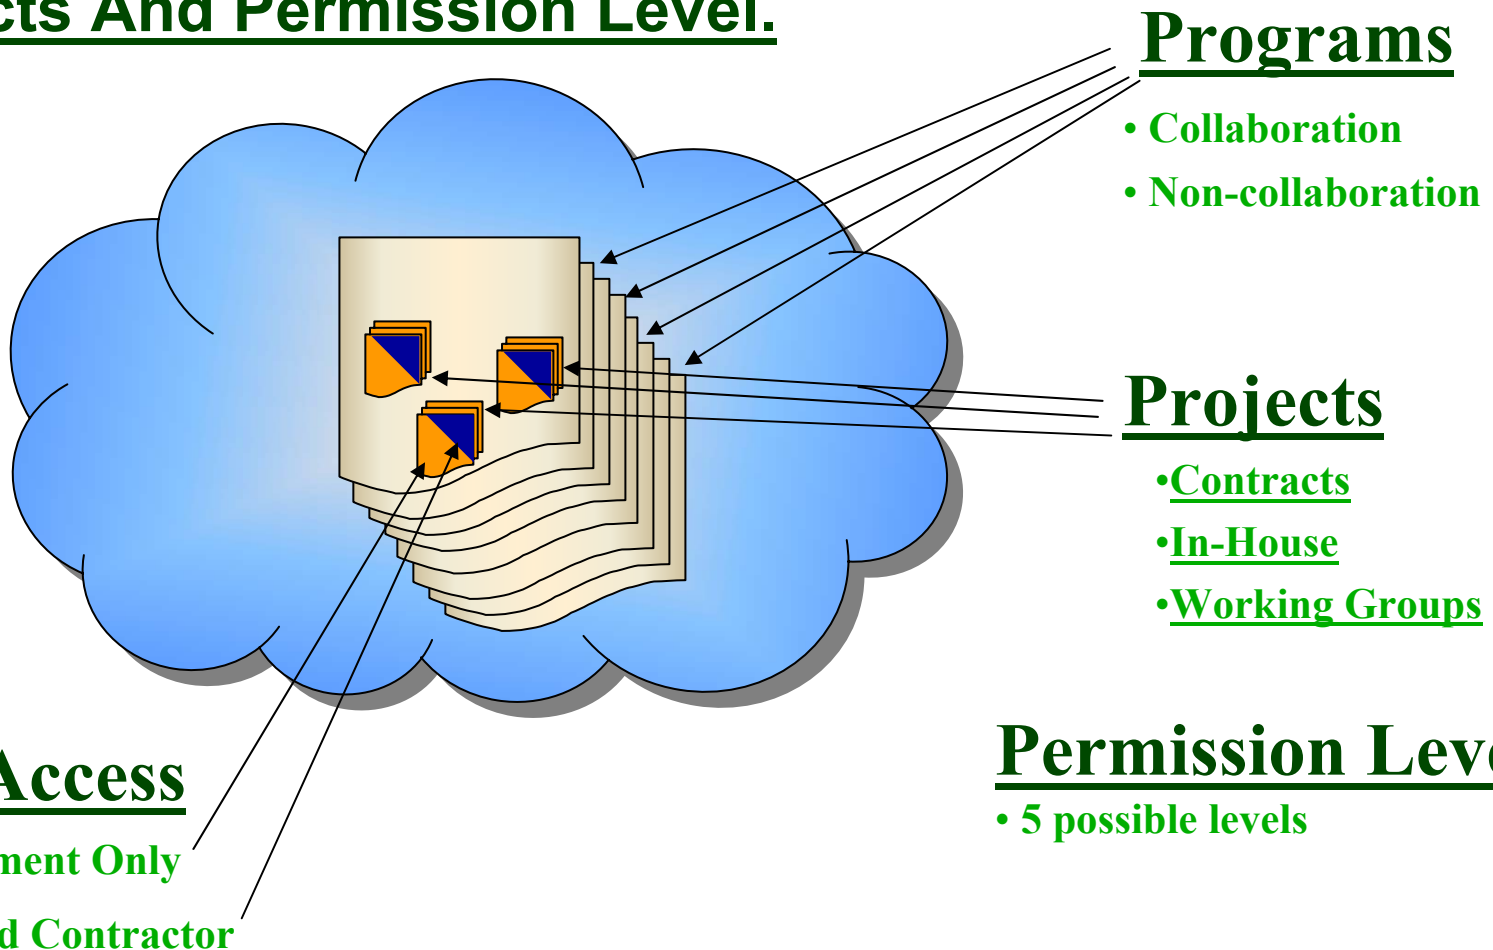 cts And Permission Level.
Programs
• Collaboration
• Non-collaboration
Projects
•Contracts
•In-House
•Working Groups
Access
ment Only
d Contractor
Permission Leve
• 5 possible levels